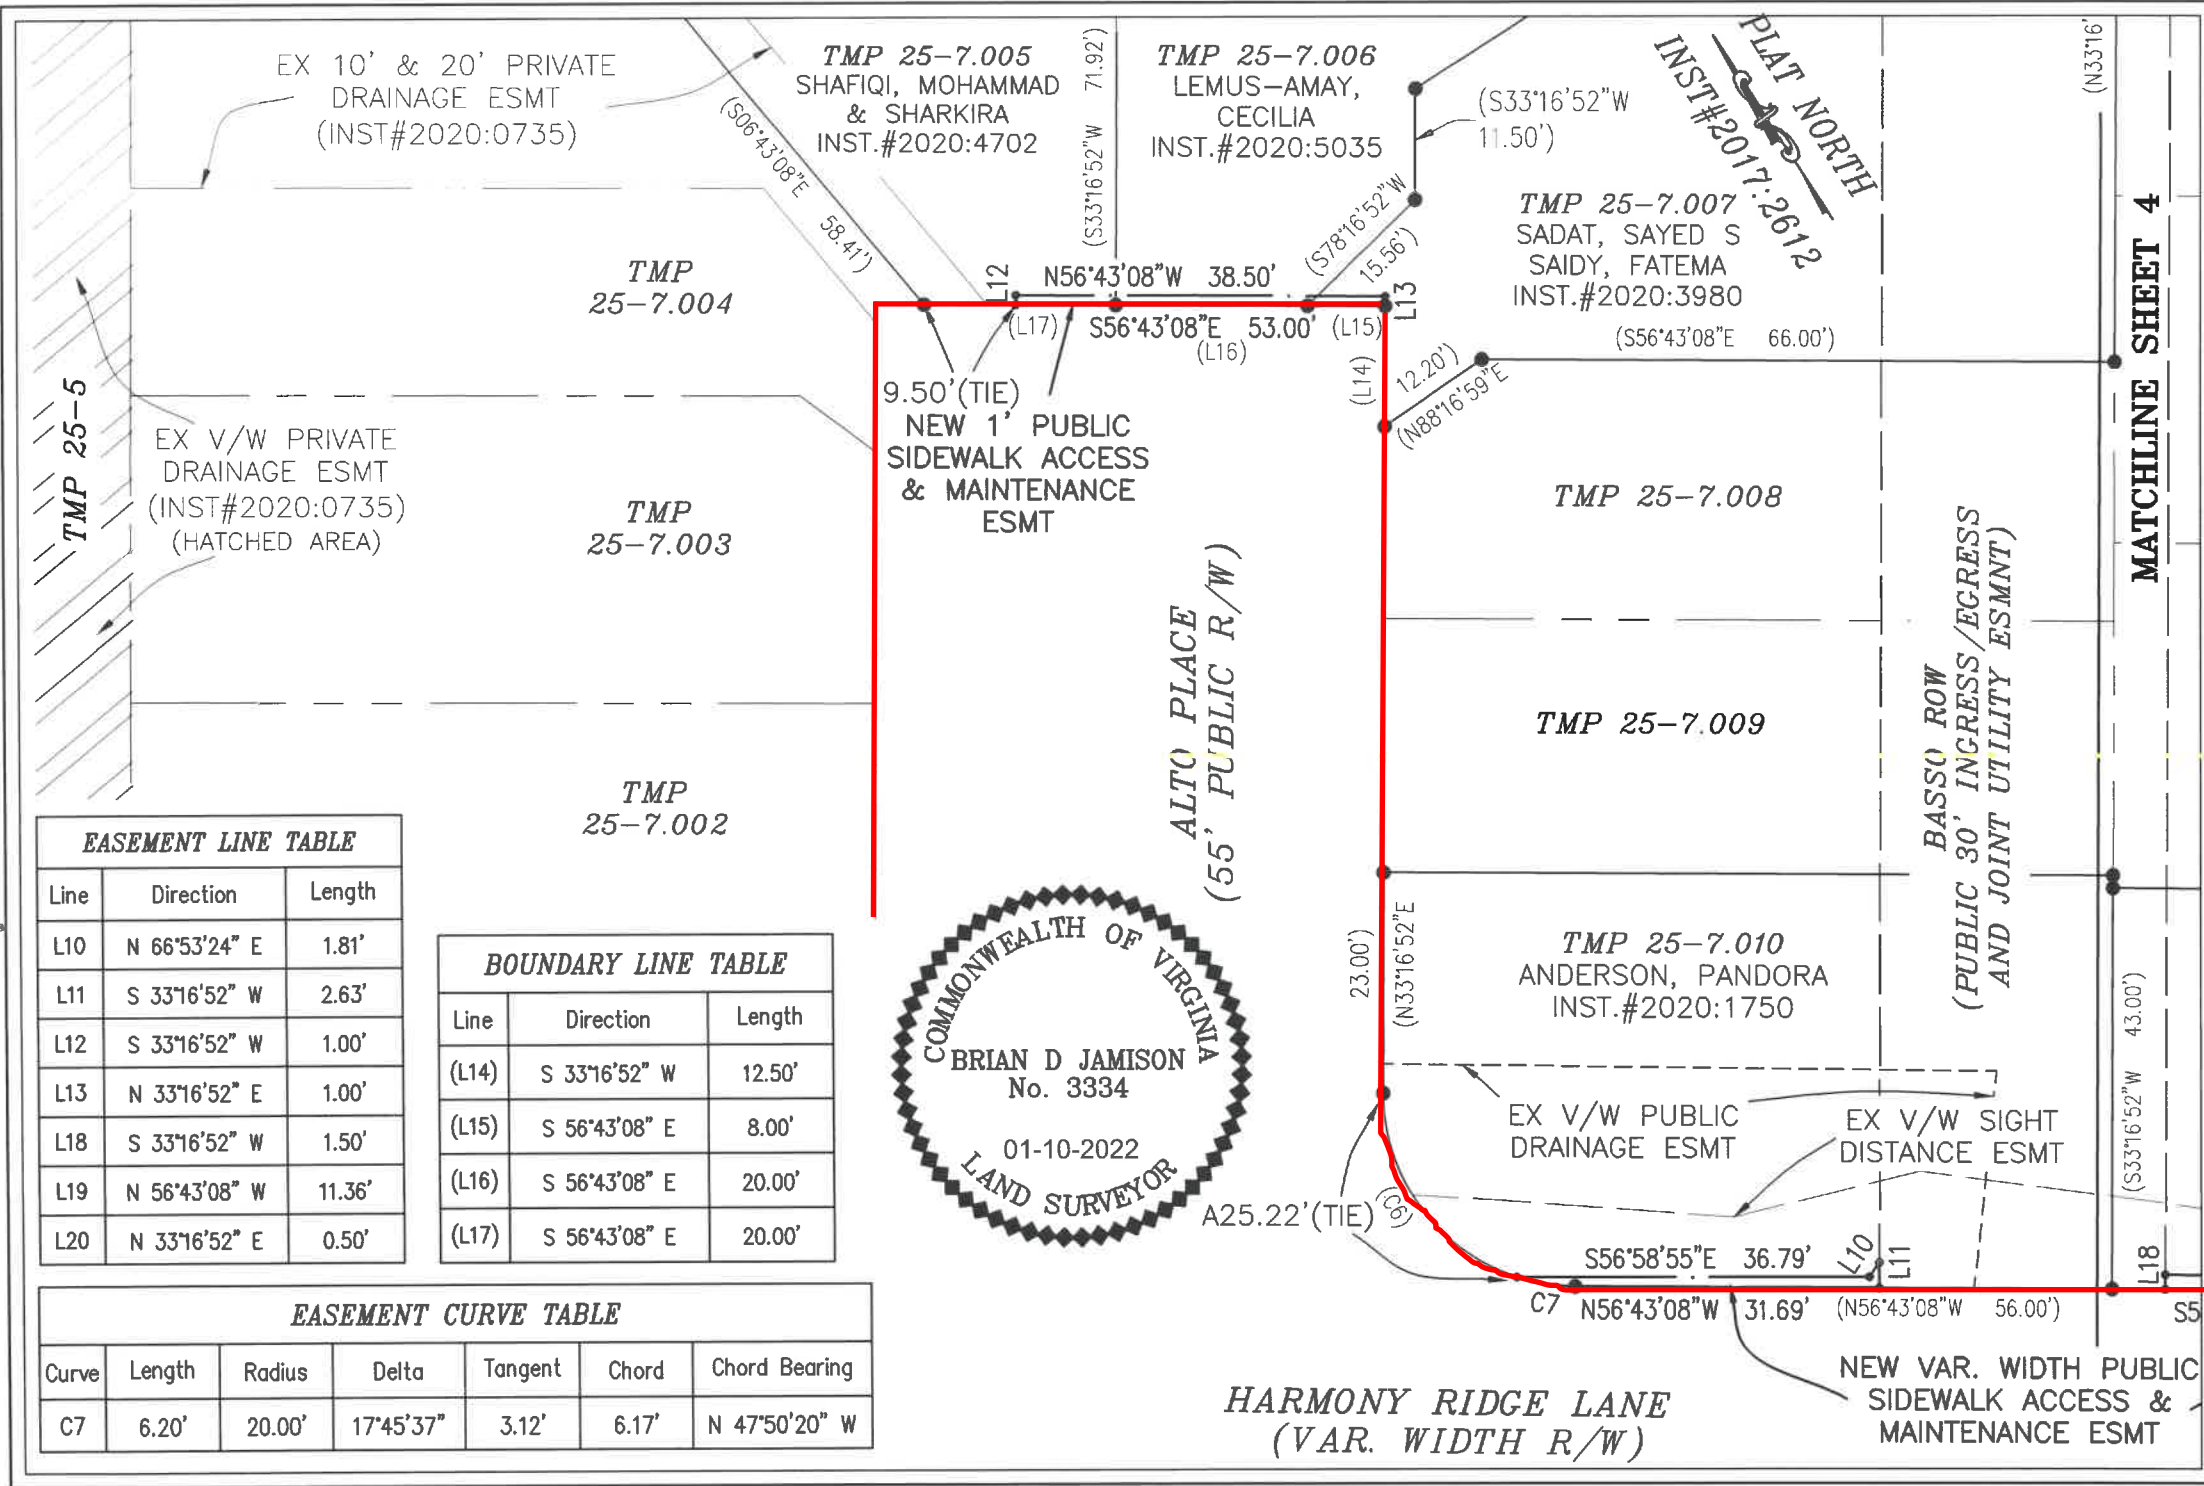 EX 10' & 20' PRIVATE
DRAINAGE ESMT
(INST#2020:0735)
TMP 25-7.005
SHAFIQI, MOHAMMAD
& SHARKIRA
INST.#2020:4702
(S33°16'52"W 71.92')
TMP 25-7.006
LEMUS-AMAY,
CECILIA
INST.#2020:5035
(S33°16'52"W
11.50')
PLAT NORTH
INST#2017:2612
(N33°16'
TMP 25-7.007
SADAT, SAYED S
SAIDY, FATEMA
INST.#2020:3980
(S56°43'08"E 66.00')
MATCHLINE SHEET 4
(S06°43'08"E 58.41')
(S78°16'52"W
15.56')
TMP
25-7.004
L12
N56°43'08"W 38.50'
L13
(L17)
S56°43'08"E 53.00'
(L15)
(L16)
(L14)
12.20')
(N88°16'59"E
9.50'(TIE)
NEW 1' PUBLIC
SIDEWALK ACCESS
& MAINTENANCE
ESMT
TMP 25-5
EX V/W PRIVATE
DRAINAGE ESMT
(INST#2020:0735)
(HATCHED AREA)
TMP
25-7.003
TMP 25-7.008
ALTO PLACE
(55' PUBLIC R/W)
BASSO ROW
(PUBLIC 30' INGRESS/EGRESS
AND JOINT UTILITY ESMNT)
TMP 25-7.009
TMP
25-7.002
EASEMENT LINE TABLE
Line Direction Length
L10 N 66°53'24" E 1.81'
L11 S 33°16'52" W 2.63'
L12 S 33°16'52" W 1.00'
L13 N 33°16'52" E 1.00'
L18 S 33°16'52" W 1.50'
L19 N 56°43'08" W 11.36'
L20 N 33°16'52" E 0.50'
BOUNDARY LINE TABLE
Line Direction Length
(L14) S 33°16'52" W 12.50'
(L15) S 56°43'08" E 8.00'
(L16) S 56°43'08" E 20.00'
(L17) S 56°43'08" E 20.00'
COMMONWEALTH OF VIRGINIA
BRIAN D JAMISON
No. 3334
01-10-2022
LAND SURVEYOR
23.00')
(N33°16'52"E
TMP 25-7.010
ANDERSON, PANDORA
INST.#2020:1750
(S33°16'52"W 43.00')
EX V/W PUBLIC
DRAINAGE ESMT
EX V/W SIGHT
DISTANCE ESMT
A25.22'(TIE)
(C6)
S56°58'55"E 36.79'
L10
L11
L18
C7
N56°43'08"W 31.69'
(N56°43'08"W 56.00')
S5
EASEMENT CURVE TABLE
Curve Length Radius Delta Tangent Chord Chord Bearing
C7 6.20' 20.00' 17°45'37" 3.12' 6.17' N 47°50'20" W
HARMONY RIDGE LANE
(VAR. WIDTH R/W)
NEW VAR. WIDTH PUBLIC
SIDEWALK ACCESS &
MAINTENANCE ESMT